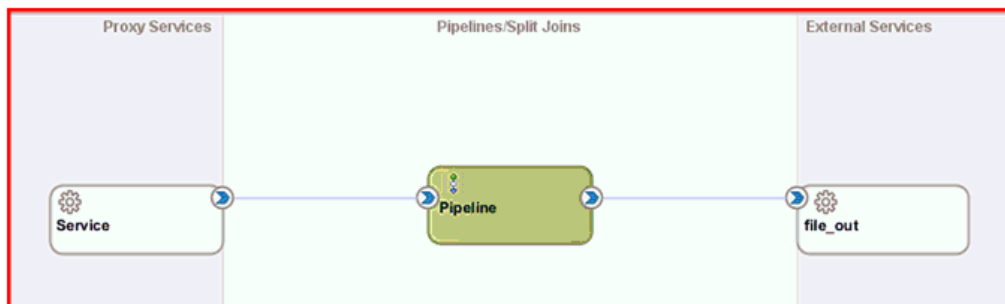 Proxy Services
Pipelines/Split Joins
External Services
Service
Pipeline
file_out